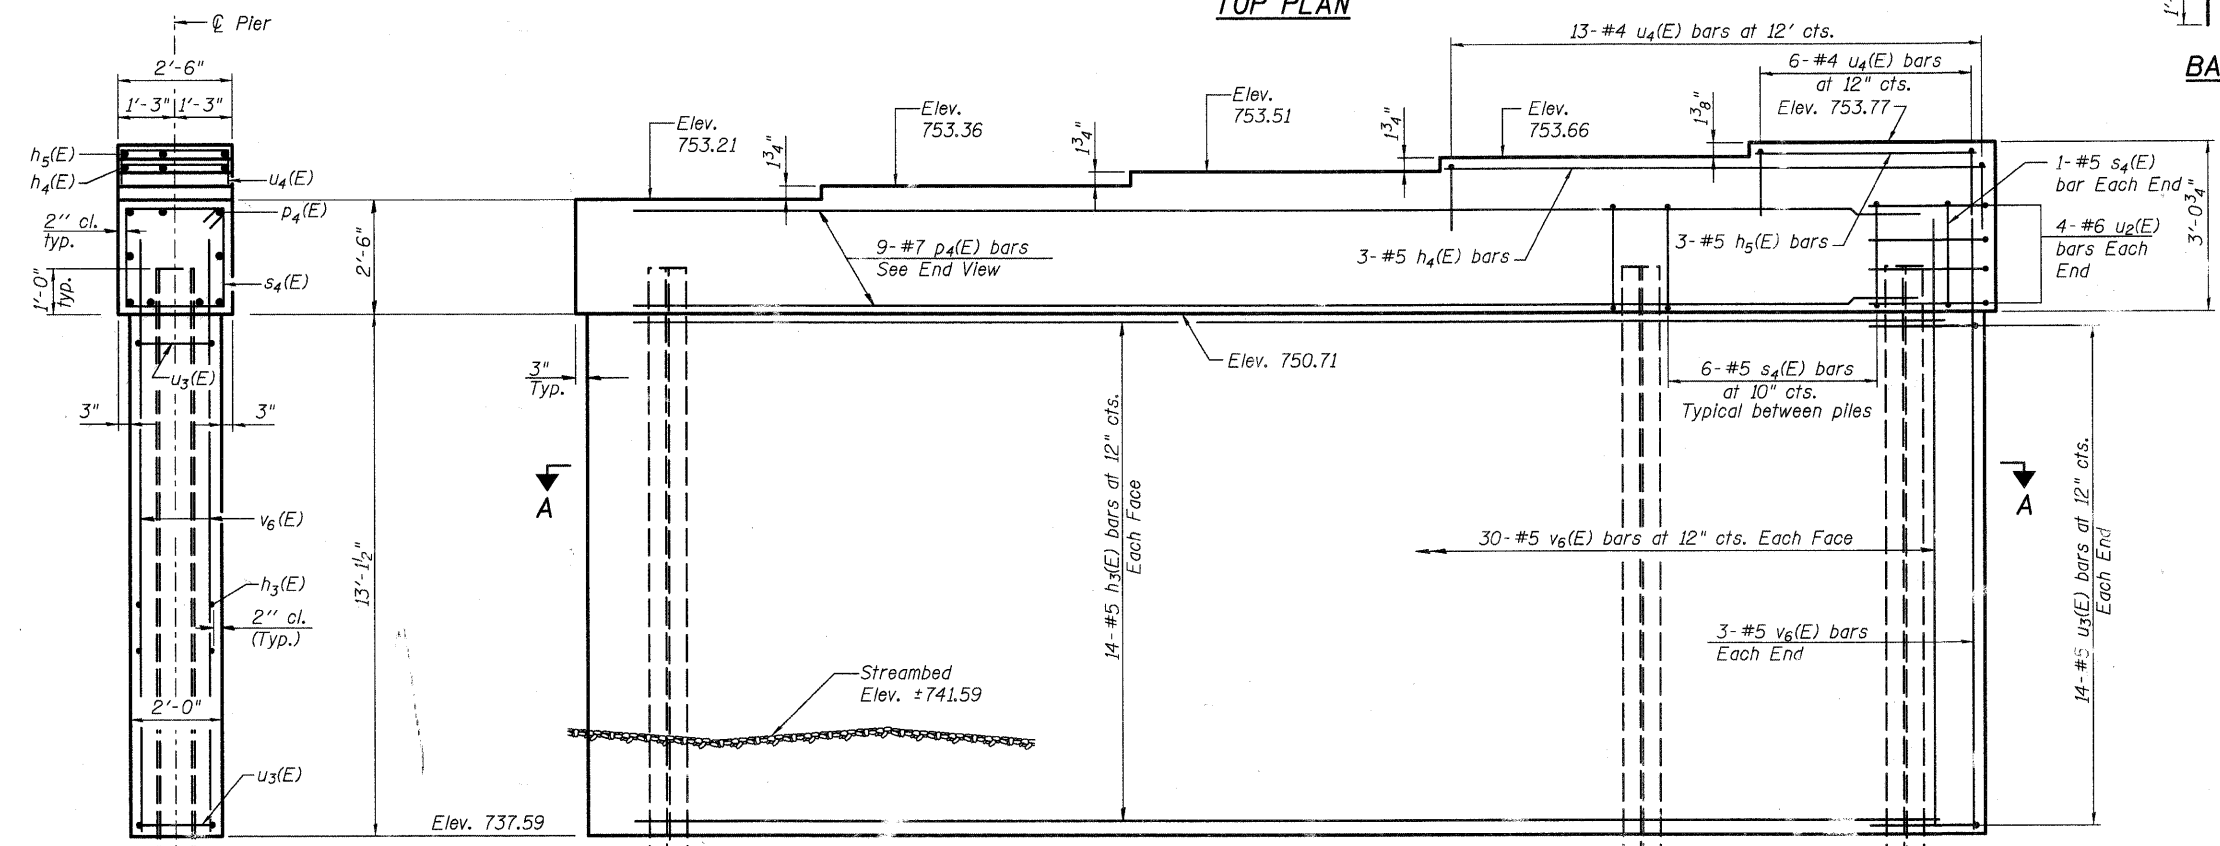 TOP PLAN
1'-
BA
℄ Pier
2'-6"
1'-3" 1'-3"
h5(E)
h4(E)
u4(E)
p4(E)
2" cl.
typ.
1'-0"
typ.
s4(E)
u3(E)
3" 3"
v6(E)
h3(E)
2" cl.
(Typ.)
2'-0"
u3(E)
2'-6"
13'-1 1/2"
Elev. 737.59
Elev.
753.21
1 3/4"
Elev.
753.36
1 3/4"
Elev.
753.51
1 3/4"
Elev.
753.66
1 3/8"
13-#4 u4(E) bars at 12' cts.
6-#4 u4(E) bars
at 12" cts.
Elev. 753.77
1-#5 s4(E)
bar Each End
4-#6 u2(E)
bars Each
End
3'-0 3/4"
9-#7 p4(E) bars
See End View
3-#5 h4(E) bars
3-#5 h5(E) bars
3"
Typ.
Elev. 750.71
6-#5 s4(E) bars
at 10" cts.
Typical between piles
A
A
14-#5 h3(E) bars at 12" cts.
Each Face
30-#5 v6(E) bars at 12" cts. Each Face
3-#5 v6(E) bars
Each End
14-#5 u3(E) bars at 12" cts.
Each End
Streambed
Elev. ±741.59